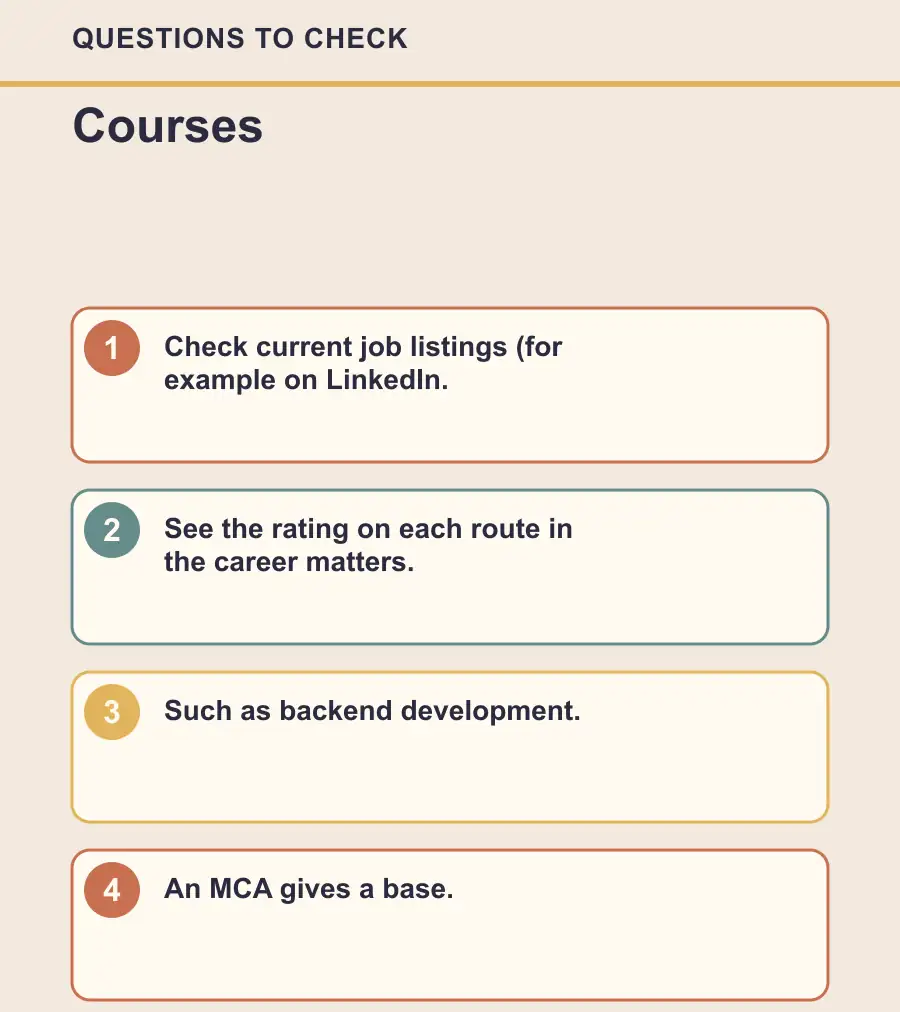 QUESTIONS TO CHECK
Courses
1
Check current job listings (for
example on LinkedIn.
2
See the rating on each route in
the career matters.
3
Such as backend development.
4
An MCA gives a base.